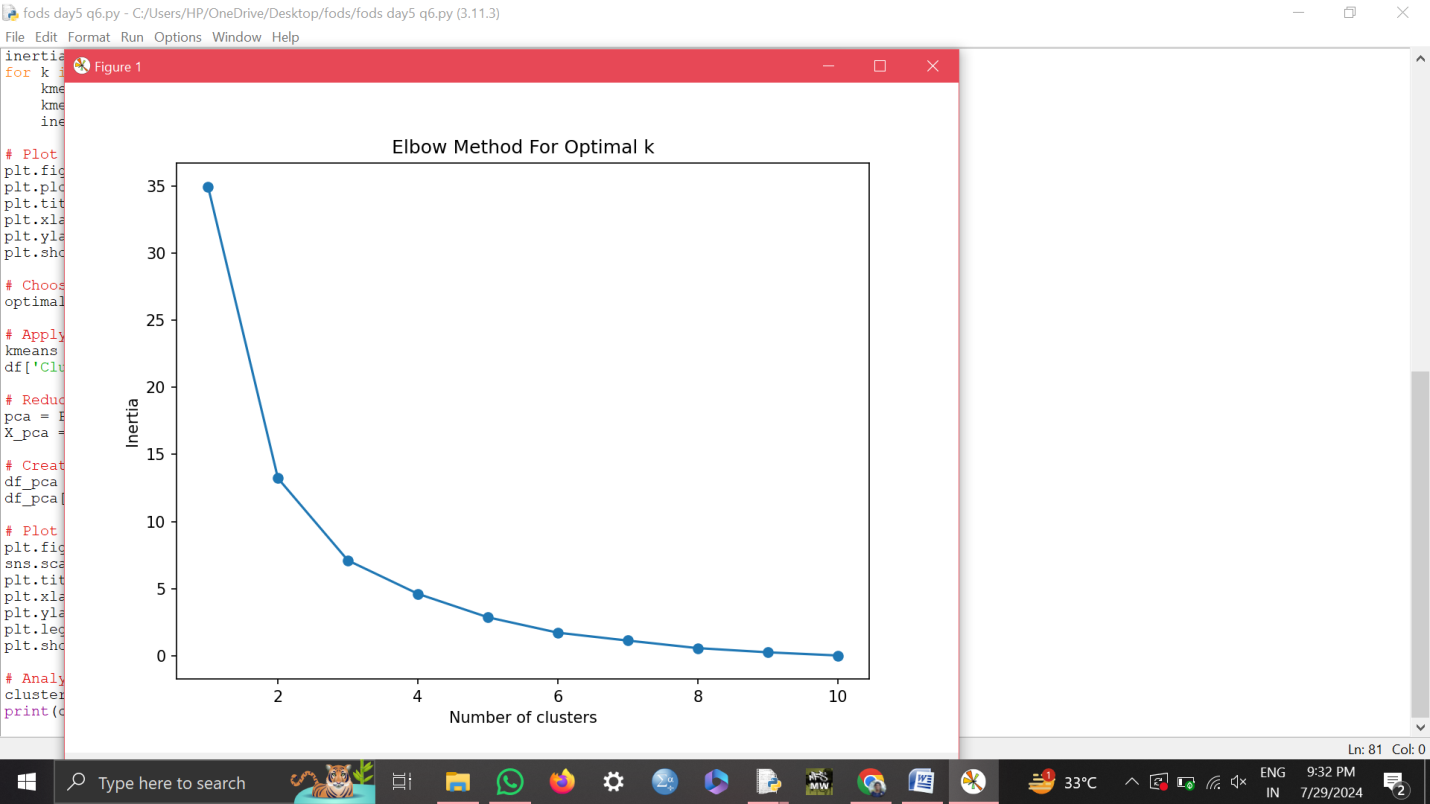 fods day5 q6.py - C:/Users/HP/OneDrive/Desktop/fods/fods day5 q6.py (3.11.3)
File Edit Format Run Options Window Help
inertia
for k i
kme
kme
ine
# Plot
plt.fig
plt.plo
plt.tit
plt.xla
plt.yla
plt.sho
# Choos
optimal
# Apply
kmeans
df['Clu
# Reduc
pca =
X_pca =
# Creat
df_pca
df_pca[
# Plot
plt.fig
sns.sca
plt.tit
plt.xla
plt.yla
plt.leg
plt.sho
# Analy
cluster
print(c
Figure 1
Elbow Method For Optimal k
35
30
25
20
15
10
5
0
Inertia
2 4 6 8 10
Number of clusters
Ln: 81 Col: 0
Type here to search
W
MW
1
33°C
ENG
IN
9:32 PM
7/29/2024
2